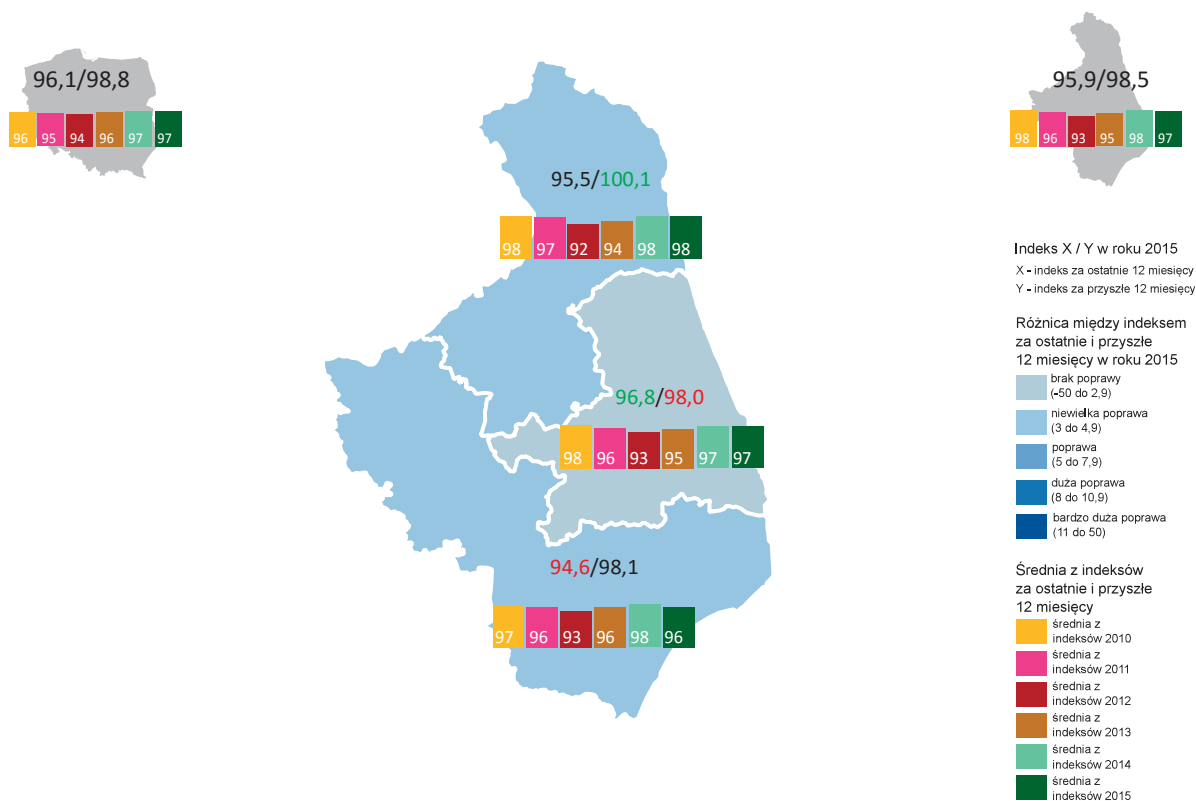 96,1/98,8
96 95 94 96 97 97
95,9/98,5
98 96 93 95 98 97
95,5/100,1
98 97 92 94 98 98
96,8/98,0
98 96 93 95 97 97
94,6/98,1
97 96 93 96 98 96
Indeks X / Y w roku 2015
X - indeks za ostatnie 12 miesięcy
Y - indeks za przyszłe 12 miesięcy
Różnica między indeksem
za ostatnie i przyszłe
12 miesięcy w roku 2015
brak poprawy
(-50 do 2,9)
niewielka poprawa
(3 do 4,9)
poprawa
(5 do 7,9)
duża poprawa
(8 do 10,9)
bardzo duża poprawa
(11 do 50)
Średnia z indeksów
za ostatnie i przyszłe
12 miesięcy
średnia z
indeksów 2010
średnia z
indeksów 2011
średnia z
indeksów 2012
średnia z
indeksów 2013
średnia z
indeksów 2014
średnia z
indeksów 2015